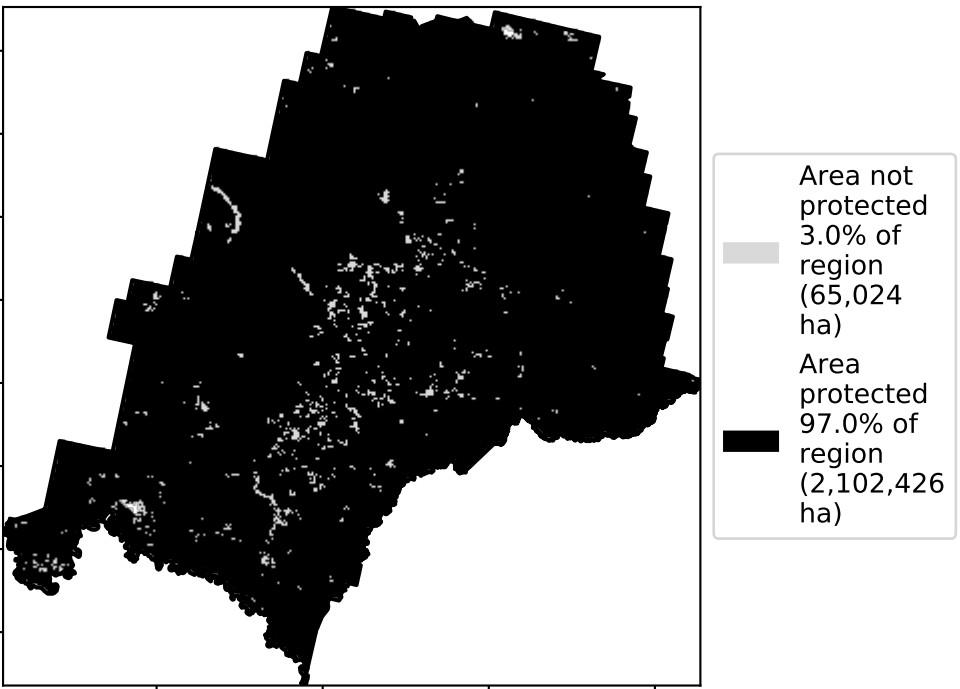 Area not
protected
3.0% of
region
(65,024
ha)
Area
protected
97.0% of
region
(2,102,426
ha)